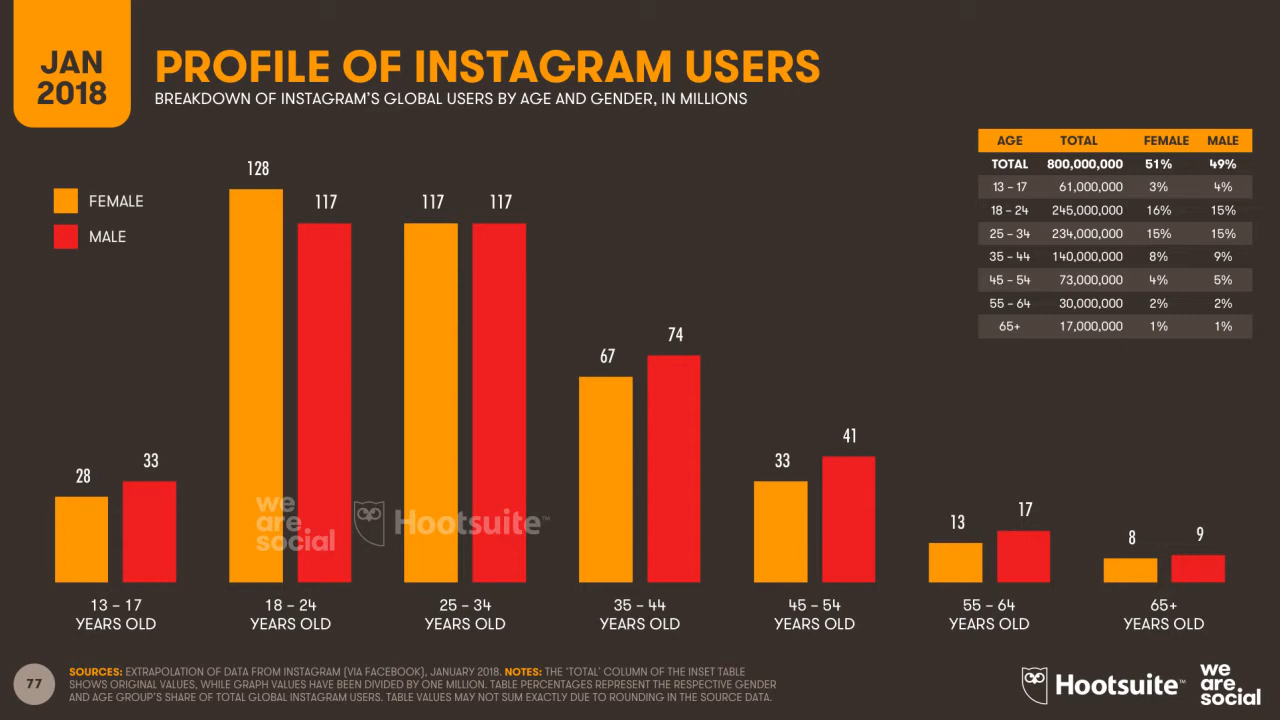 JAN
2018
PROFILE OF INSTAGRAM USERS
BREAKDOWN OF INSTAGRAM'S GLOBAL USERS BY AGE AND GENDER, IN MILLIONS
AGE TOTAL FEMALE MALE
TOTAL 800,000,000 51% 49%
13 – 17 61,000,000 3% 4%
18 – 24 245,000,000 16% 15%
25 – 34 234,000,000 15% 15%
35 – 44 140,000,000 8% 9%
45 – 54 73,000,000 4% 5%
55 – 64 30,000,000 2% 2%
65+ 17,000,000 1% 1%
FEMALE
MALE
28 33 128 117 117 117 67 74 33 41 13 17 8 9
we
are
social
Hootsuite™
13 – 17 18 – 24 25 – 34 35 – 44 45 – 54 55 – 64 65+
YEARS OLD YEARS OLD YEARS OLD YEARS OLD YEARS OLD YEARS OLD YEARS OLD
77
SOURCES: EXTRAPOLATION OF DATA FROM INSTAGRAM (VIA FACEBOOK), JANUARY 2018. NOTES: THE 'TOTAL' COLUMN OF THE INSET TABLE
SHOWS ORIGINAL VALUES, WHILE GRAPH VALUES HAVE BEEN DIVIDED BY ONE MILLION. TABLE PERCENTAGES REPRESENT THE RESPECTIVE GENDER
AND AGE GROUP'S SHARE OF TOTAL GLOBAL INSTAGRAM USERS. TABLE VALUES MAY NOT SUM EXACTLY DUE TO ROUNDING IN THE SOURCE DATA.
Hootsuite™
we
are
social